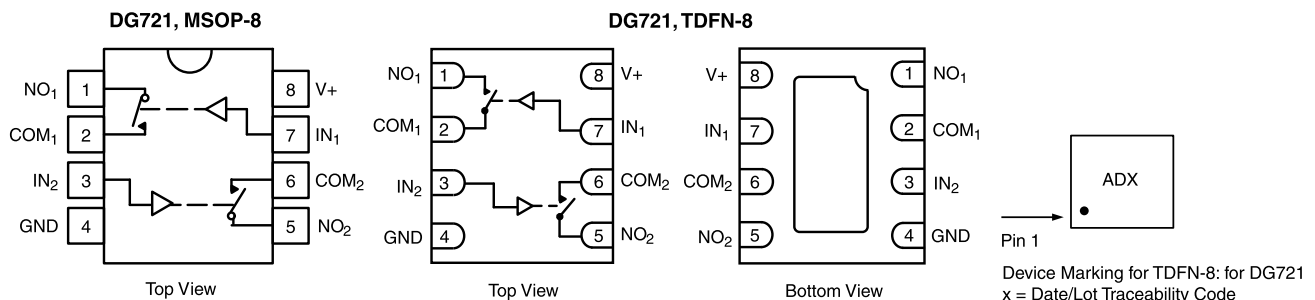 DG721, MSOP-8
NO1 1
8 V+
COM1 2
7 IN1
IN2 3
6 COM2
GND 4
5 NO2
Top View
DG721, TDFN-8
NO1 1
8 V+
COM1 2
7 IN1
IN2 3
6 COM2
GND 4
5 NO2
Top View
V+ 8
1 NO1
IN1 7
2 COM1
COM2 6
3 IN2
NO2 5
4 GND
Bottom View
ADX
Pin 1
Device Marking for TDFN-8: for DG721
x = Date/Lot Traceability Code